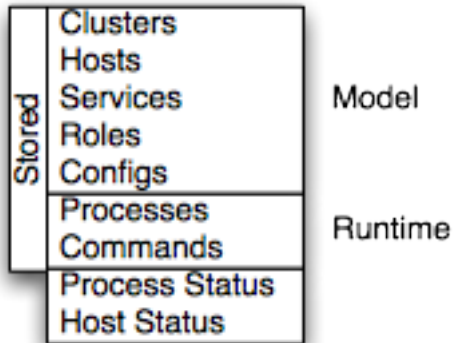 Stored
Clusters
Hosts
Services
Roles
Configs
Model
Processes
Commands
Runtime
Process Status
Host Status